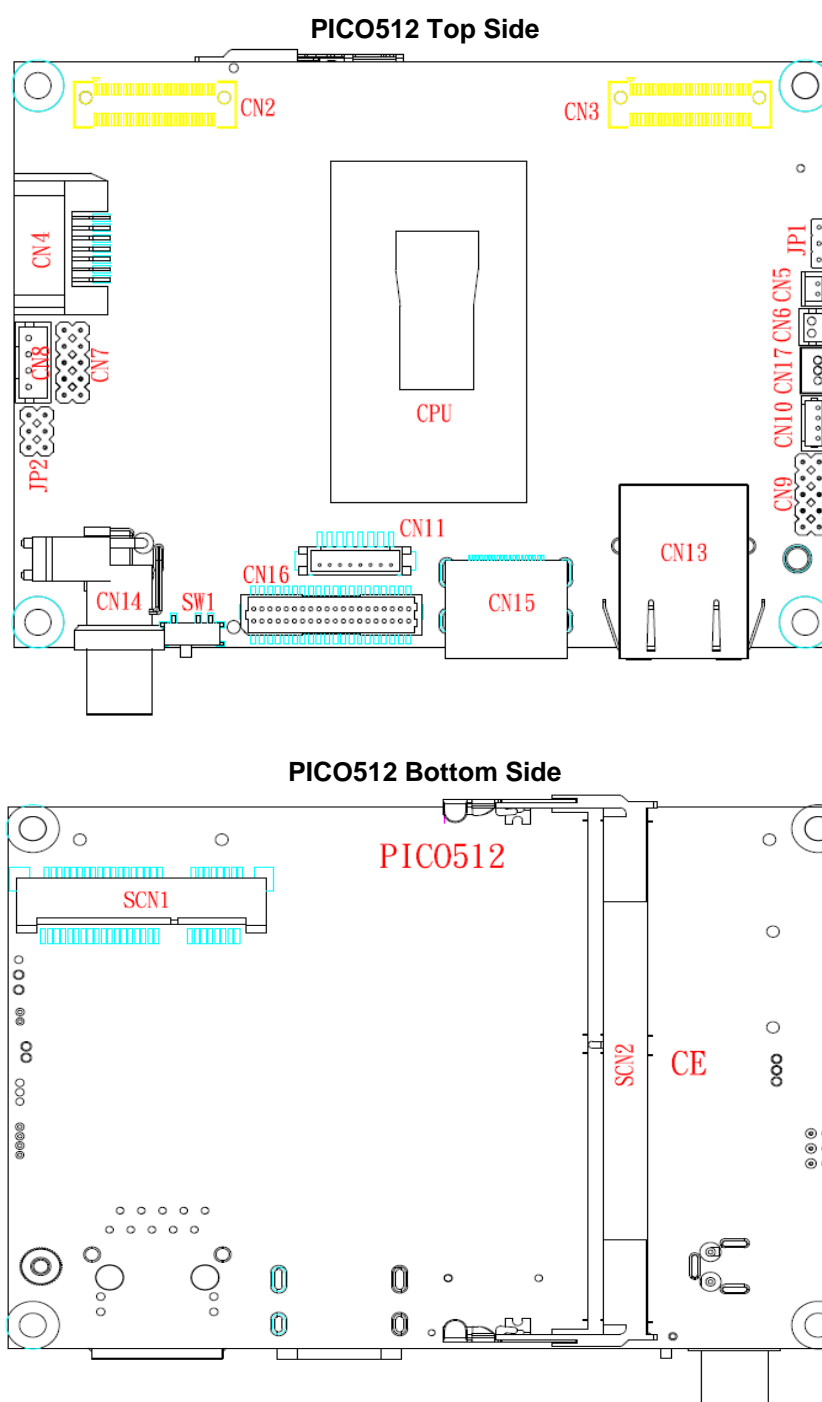 PICO512 Top Side
CN2
CN3
CN4
JP1
CN5
CN6
CN8
CN7
CN17
CPU
CN10
JP2
CN9
CN11
CN13
CN16
CN14
SW1
CN15
PICO512 Bottom Side
PICO512
SCN1
SCN2
CE